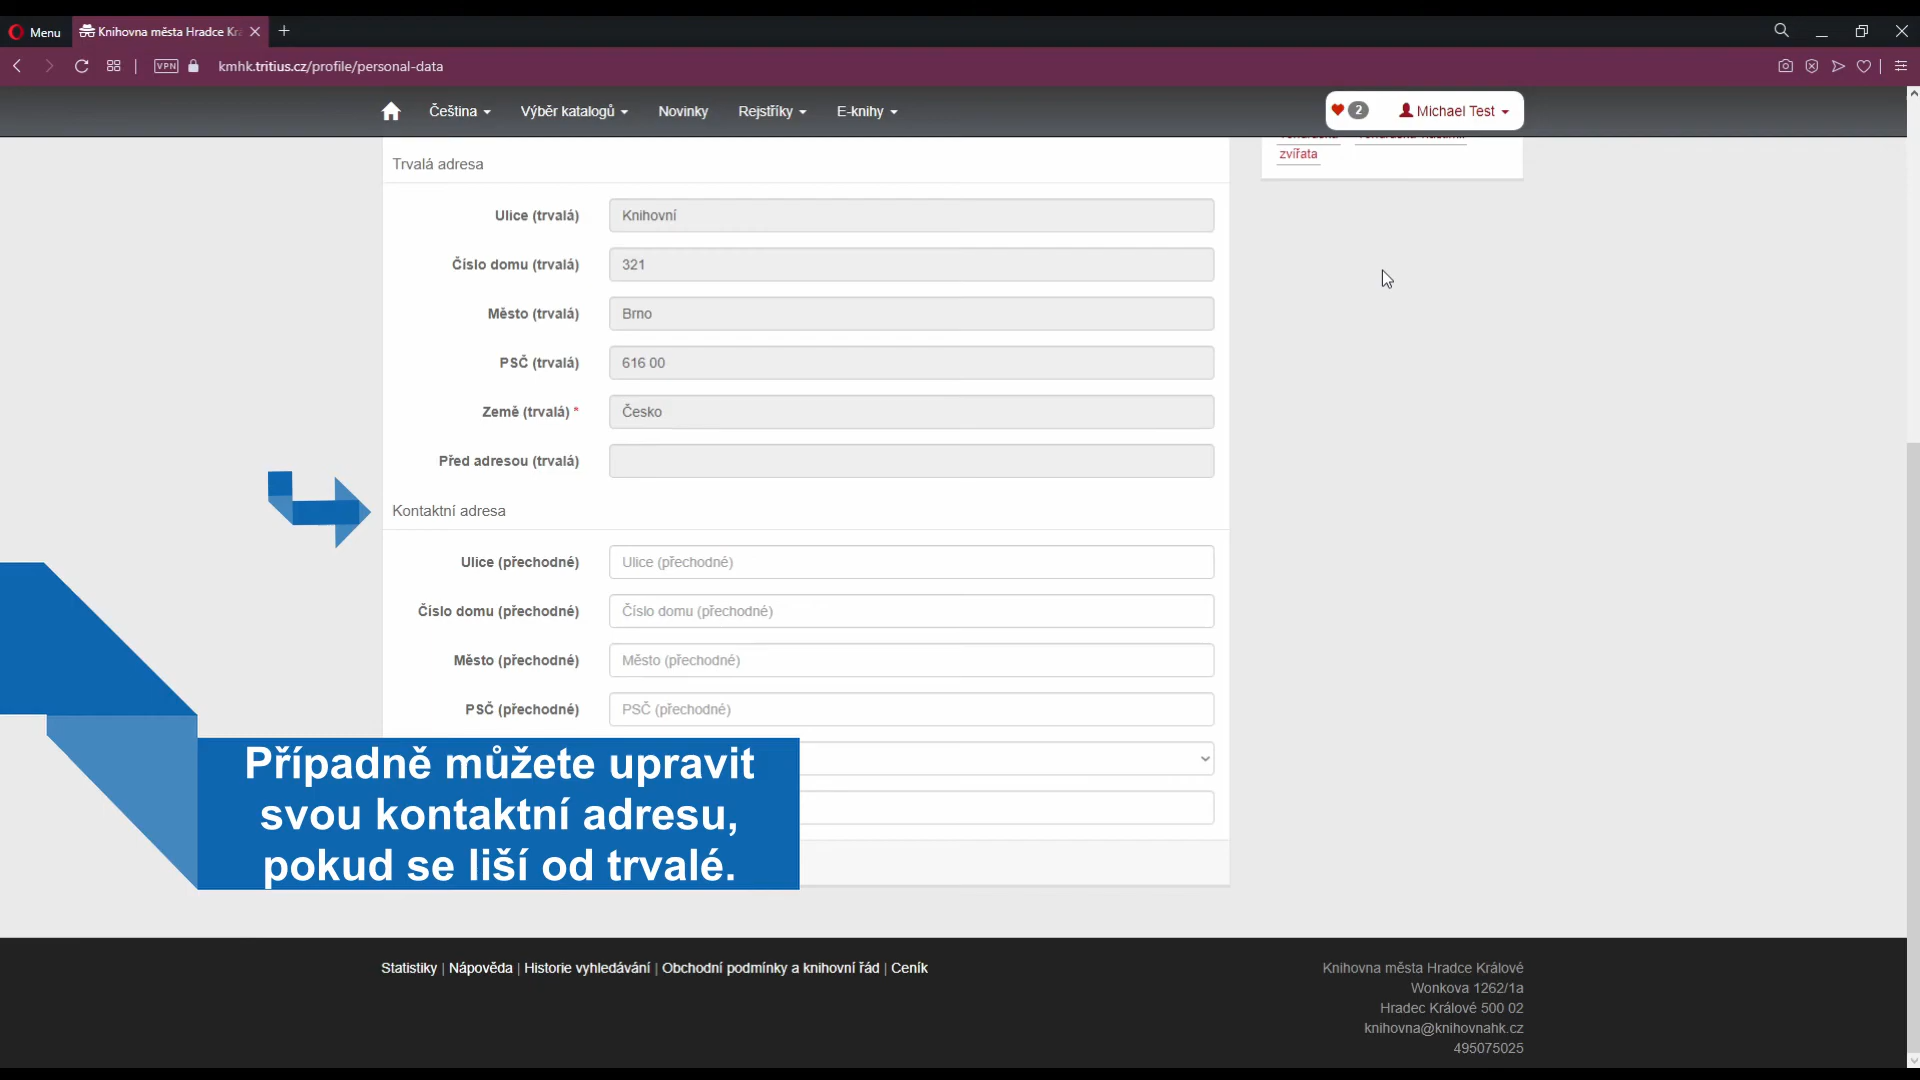 Menu
Knihovna města Hradce Krá
VPN
kmhk.tritius.cz/profile/personal-data
Čeština
Výběr katalogů
Novinky
Rejstříky
E-knihy
2
Michael Test
zvířata
Trvalá adresa
Ulice (trvalá)
Knihovní
Číslo domu (trvalá)
321
Město (trvalá)
Brno
PSČ (trvalá)
616 00
Země (trvalá) *
Česko
Před adresou (trvalá)
Kontaktní adresa
Ulice (přechodné)
Ulice (přechodné)
Číslo domu (přechodné)
Číslo domu (přechodné)
Město (přechodné)
Město (přechodné)
PSČ (přechodné)
PSČ (přechodné)
Případně můžete upravit
svou kontaktní adresu,
pokud se liší od trvalé.
Statistiky | Nápověda | Historie vyhledávání | Obchodní podmínky a knihovní řád | Ceník
Knihovna města Hradce Králové
Wonkova 1262/1a
Hradec Králové 500 02
knihovna@knihovnahk.cz
495075025